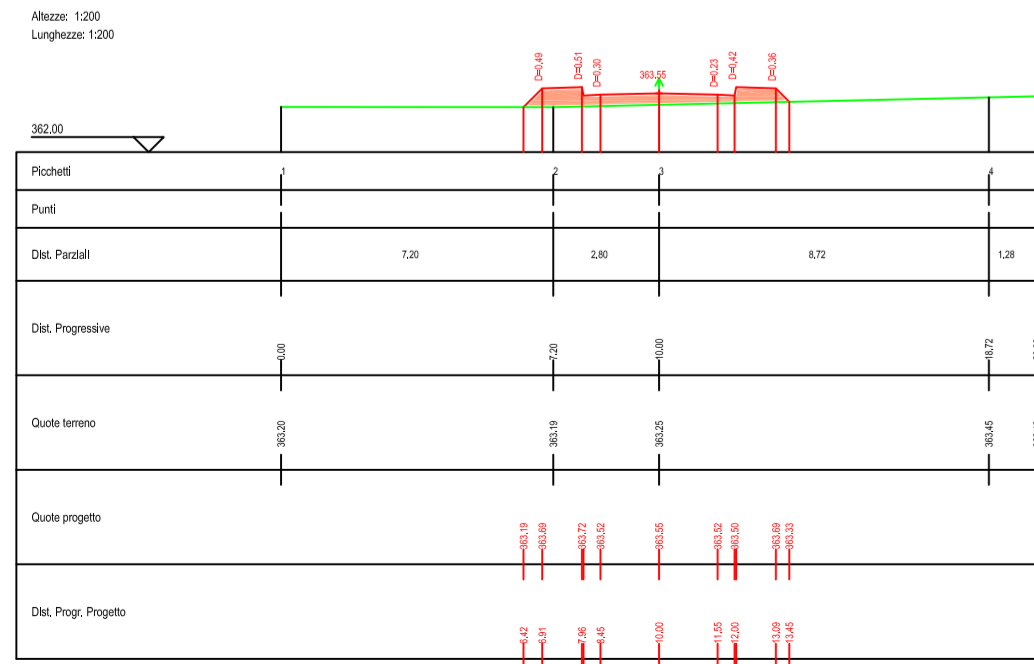 Altezze: 1:200
Lunghezze: 1:200
D=0.49
D=0.51
D=0.30
363.55
D=0.23
D=0.42
D=0.36
362.00
Picchetti
1
2
3
4
Punti
Dist. Parziali
7.20
2.80
8.72
1.28
Dist. Progressive
0.00
7.20
10.00
18.72
Quote terreno
363.20
363.19
363.25
363.45
Quote progetto
363.19
363.69
363.72
363.52
363.55
363.52
363.50
363.69
363.33
Dist. Progr. Progetto
6.42
6.91
7.96
8.45
10.00
11.55
12.00
13.09
13.45